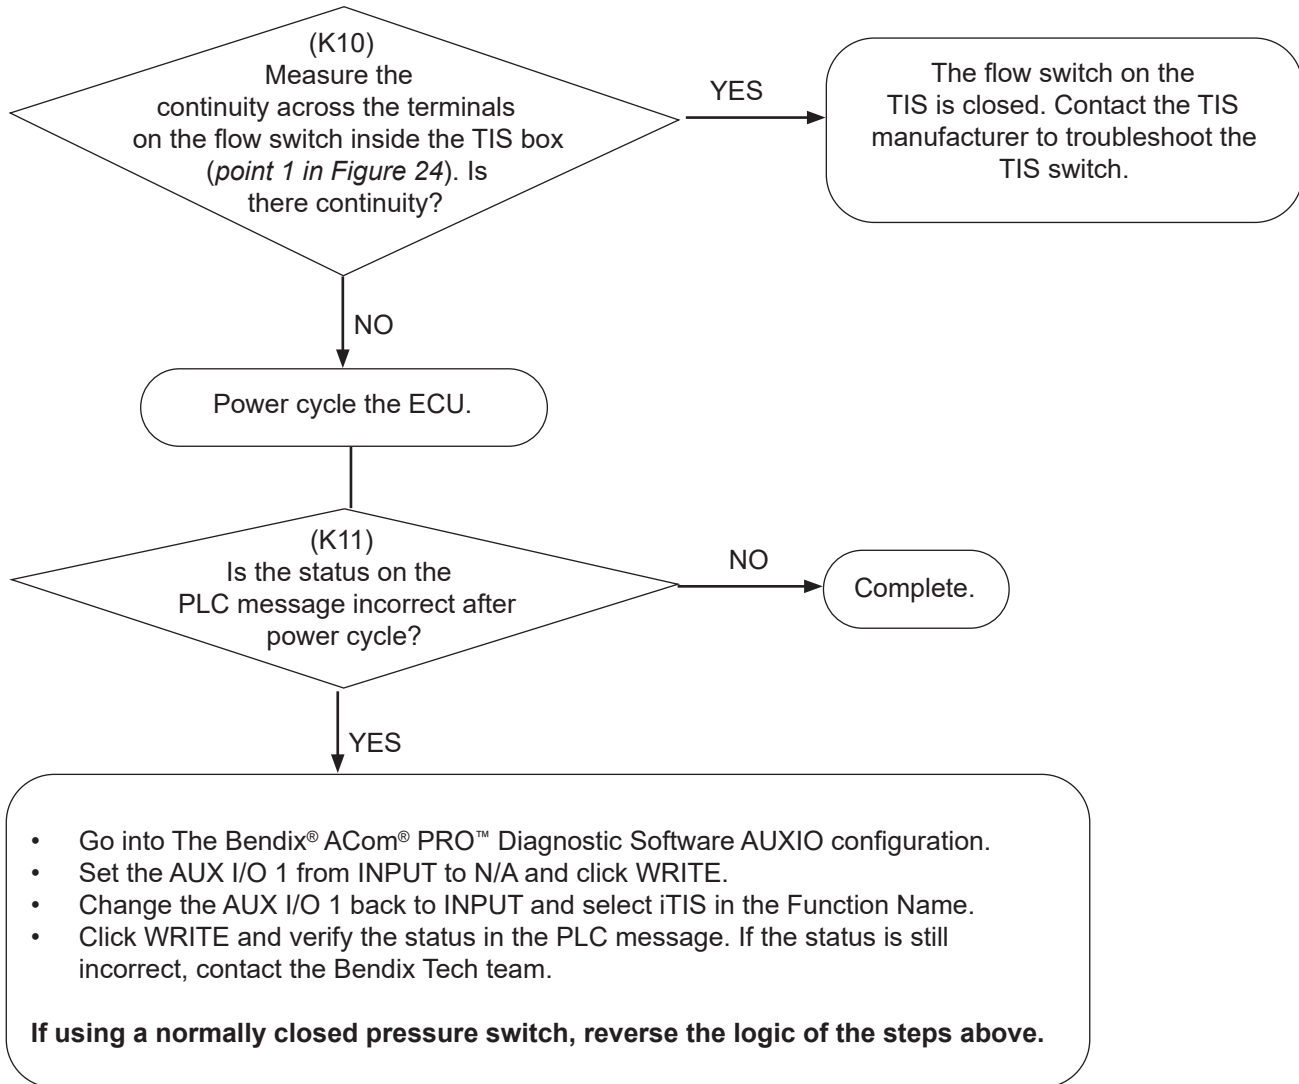 (K10)
Measure the
continuity across the terminals
on the flow switch inside the TIS box
(point 1 in Figure 24). Is
there continuity?
YES
The flow switch on the
TIS is closed. Contact the TIS
manufacturer to troubleshoot the
TIS switch.
NO
Power cycle the ECU.
(K11)
Is the status on the
PLC message incorrect after
power cycle?
NO
Complete.
YES
• Go into The Bendix® ACom® PRO™ Diagnostic Software AUXIO configuration.
• Set the AUX I/O 1 from INPUT to N/A and click WRITE.
• Change the AUX I/O 1 back to INPUT and select iTIS in the Function Name.
• Click WRITE and verify the status in the PLC message. If the status is still
incorrect, contact the Bendix Tech team.
If using a normally closed pressure switch, reverse the logic of the steps above.